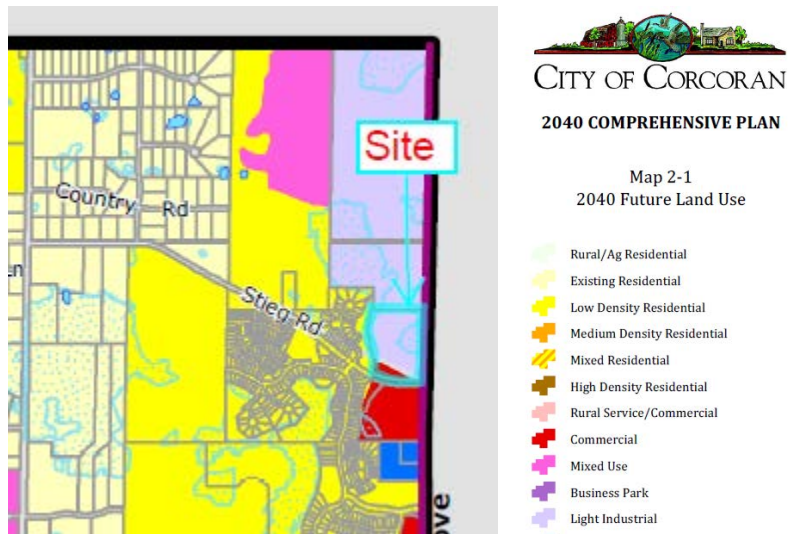 Site
Country Rd
en
Stieg Rd
ove
CITY OF CORCORAN
2040 COMPREHENSIVE PLAN
Map 2-1
2040 Future Land Use
Rural/Ag Residential
Existing Residential
Low Density Residential
Medium Density Residential
Mixed Residential
High Density Residential
Rural Service/Commercial
Commercial
Mixed Use
Business Park
Light Industrial